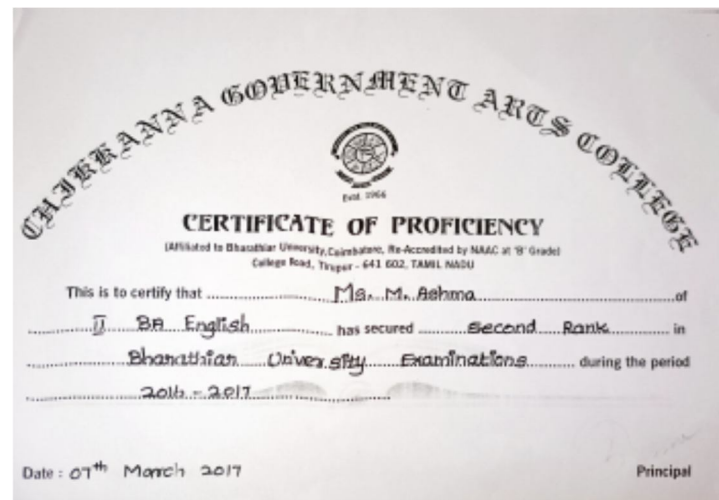 CHIKKANNA GOVERNMENT ARTS COLLEGE
Estd. 1966
CERTIFICATE OF PROFICIENCY
(Affiliated to Bharathiar University, Coimbatore, Re-Accredited by NAAC at 'B' Grade)
College Road, Tirupur - 641 602, TAMIL NADU
This is to certify that Ms. M. Ashma of
II BA English has secured Second Rank in
Bharathiar University Examinations during the period
2016 - 2017
Date : 07th March 2017 Principal